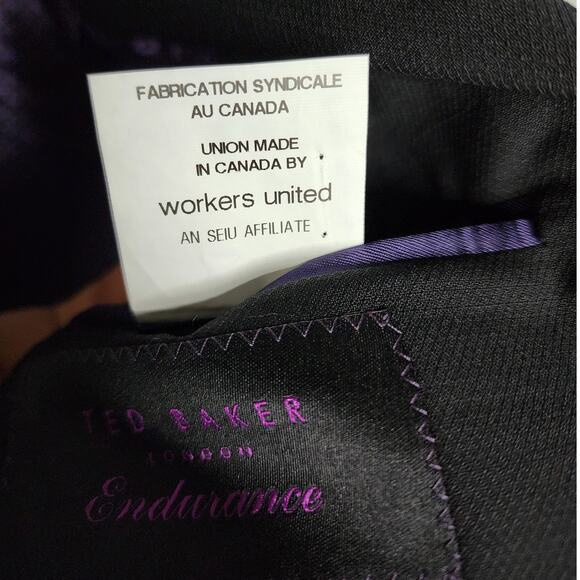 FABRICATION SYNDICALE
AU CANADA
UNION MADE
IN CANADA BY
workers united
AN SEIU AFFILIATE
TED BAKER
LONDON
Endurance